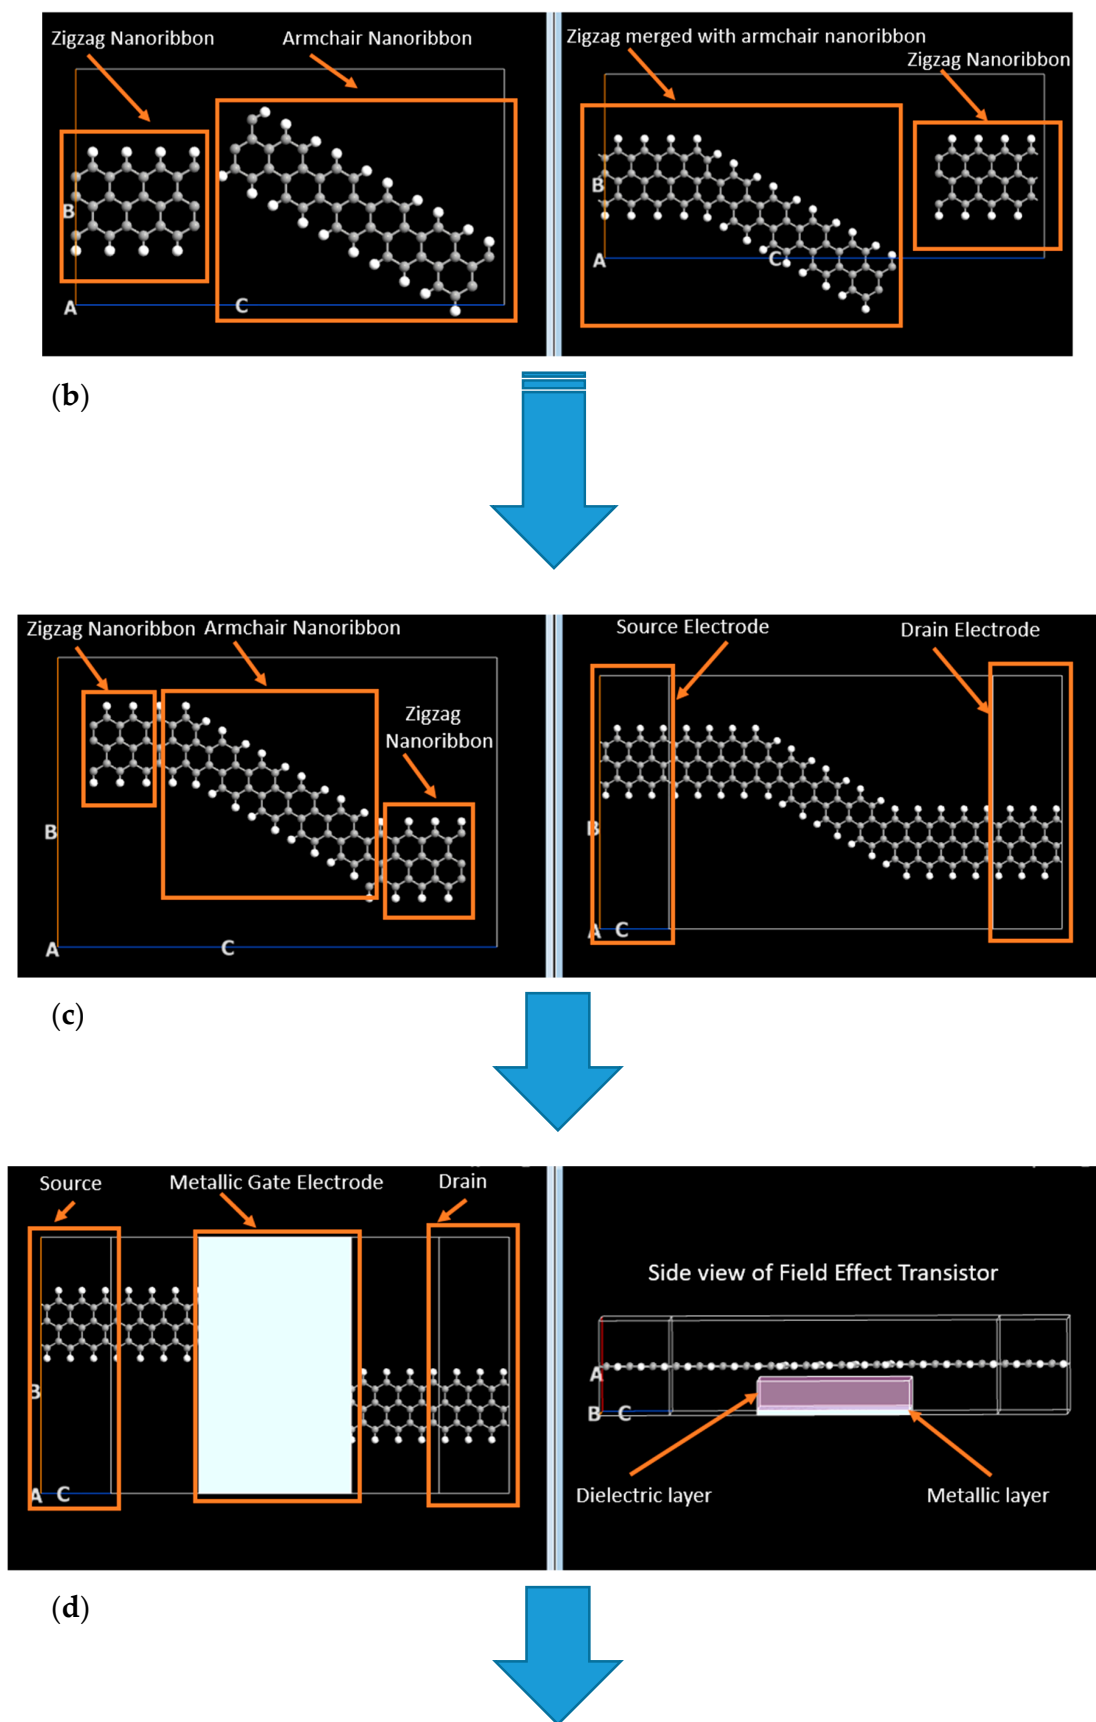 Zigzag Nanoribbon
Armchair Nanoribbon
B
A
C
Zigzag merged with armchair nanoribbon
Zigzag Nanoribbon
B
A
C
(b)
Zigzag Nanoribbon
Armchair Nanoribbon
Zigzag
Nanoribbon
B
A
C
Source Electrode
Drain Electrode
B
A
C
(c)
Source
Metallic Gate Electrode
Drain
B
A
C
Side view of Field Effect Transistor
A
B
C
Dielectric layer
Metallic layer
(d)